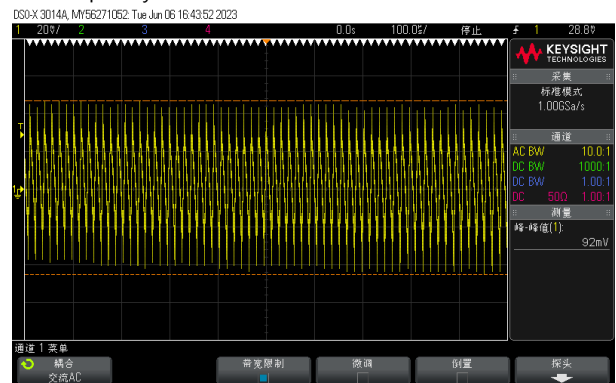 DSO-X 3014A, MY56271052: Tue Jun 06 16:43:52 2023
1 20▽/ 2 3 4 0.0s 100.0%/ 停止 1 28.8▽
KEYSIGHT
TECHNOLOGIES
采集
标准模式
1.00GSa/s
通道
AC BW 10.0:1
DC BW 1000:1
DC BW 1.00:1
DC 50Ω 1.00:1
测量
峰-峰值(1):
92mV
T
1
通道 1 菜单
耦合
交流AC
带宽限制
微调
倒置
探头